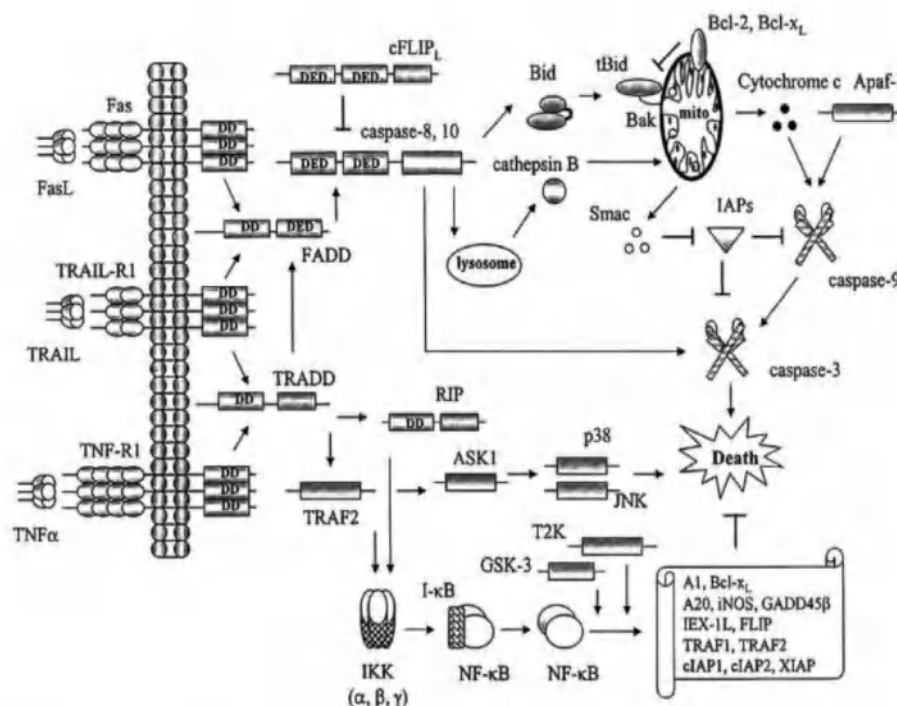 cFLIPL
DED DED
Bcl-2, Bcl-xL
Fas
Bid
tBid
Cytochrome c Apaf-
DD
DD
DD
Bak
mito
caspase-8, 10
DED DED
FasL
cathepsin B
DD DED
FADD
Smac
IAPs
lysosome
TRAIL-R1
DD
DD
DD
caspase-9
TRAIL
caspase-3
TRADD
DD
RIP
DD
TNF-R1
DD
DD
DD
ASK1
p38
Death
JNK
TNFα
TRAF2
T2K
GSK-3
I-κB
A1, Bcl-xL
A20, iNOS, GADD45β
IEX-1L, FLIP
TRAF1, TRAF2
cIAP1, cIAP2, XIAP
IKK
(α, β, γ)
NF-κB
NF-κB